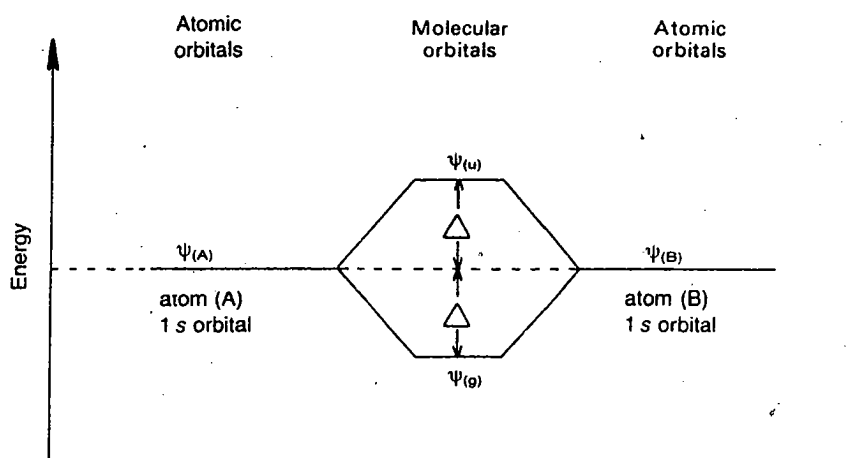 Atomic
orbitals
Molecular
orbitals
Atomic
orbitals
Energy
ψ(u)
△
ψ(A)
ψ(B)
atom (A)
1 s orbital
atom (B)
1 s orbital
△
ψ(g)